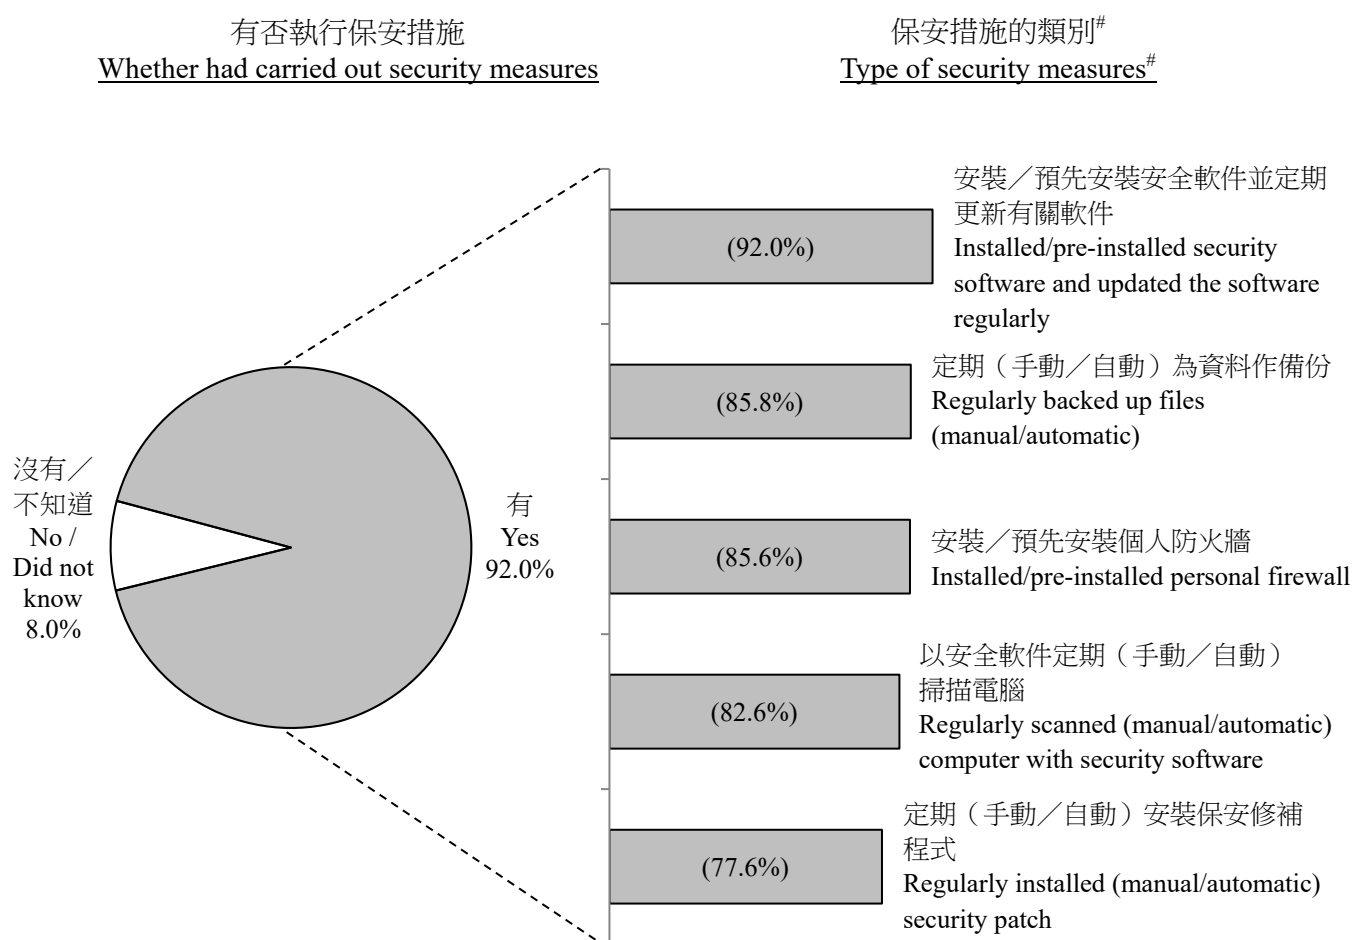 有否執行保安措施
Whether had carried out security measures
保安措施的類別#
Type of security measures#
沒有／
不知道
No /
Did not
know
8.0%
有
Yes
92.0%
(92.0%)
安裝／預先安裝安全軟件並定期
更新有關軟件
Installed/pre-installed security
software and updated the software
regularly
(85.8%)
定期（手動／自動）為資料作備份
Regularly backed up files
(manual/automatic)
(85.6%)
安裝／預先安裝個人防火牆
Installed/pre-installed personal firewall
(82.6%)
以安全軟件定期（手動／自動）
掃描電腦
Regularly scanned (manual/automatic)
computer with security software
(77.6%)
定期（手動／自動）安裝保安修補
程式
Regularly installed (manual/automatic)
security patch